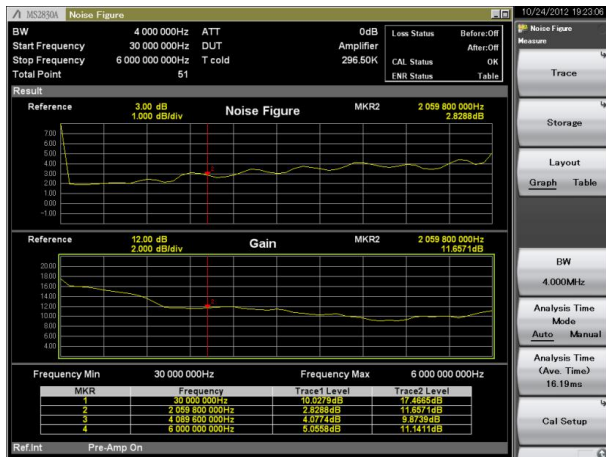 MS2830A Noise Figure
10/24/2012 19:23:06
BW 4 000 000Hz ATT 0dB Loss Status Before:Off
Start Frequency 30 000 000Hz DUT Amplifier After:Off
Stop Frequency 6 000 000 000Hz T cold 296.50K CAL Status OK
Total Point 51 ENR Status Table
Result
Reference 3.00 dB Noise Figure MKR2 2 059 800 000Hz
1.000 dB/div 2.8288dB
7.00
6.00
5.00
4.00
3.00
2.00
1.00
0.00
-1.00
2
Reference 12.00 dB Gain MKR2 2 059 800 000Hz
2.000 dB/div 11.6571dB
20.00
18.00
16.00
14.00
12.00
10.00
8.00
6.00
4.00
2
Frequency Min 30 000 000Hz Frequency Max 6 000 000 000Hz
MKR Frequency Trace1 Level Trace2 Level
1 30 000 000Hz 10.0279dB 17.4665dB
2 2 059 800 000Hz 2.8288dB 11.6571dB
3 4 089 600 000Hz 4.0774dB 9.8739dB
4 6 000 000 000Hz 5.0558dB 11.1411dB
Ref.Int Pre-Amp On
Noise Figure
Measure
Trace
Storage
Layout
Graph Table
BW
4.000MHz
Analysis Time
Mode
Auto Manual
Analysis Time
(Ave. Time)
16.19ms
Cal Setup